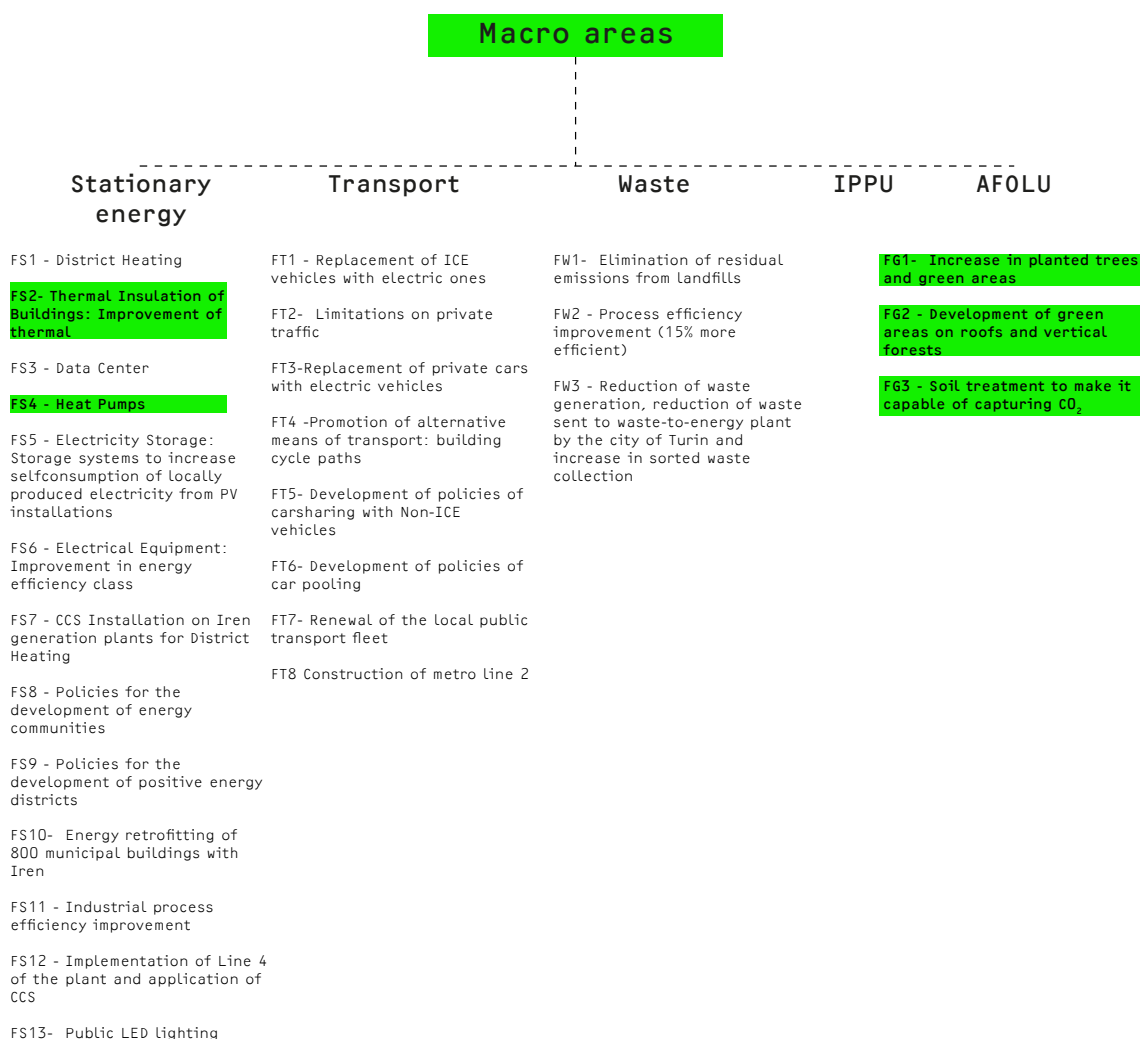 Macro areas
Stationary
energy
Transport
Waste
IPPU
AFOLU
FS1 - District Heating
FS2- Thermal Insulation of
Buildings: Improvement of
thermal
FS3 - Data Center
FS4 - Heat Pumps
FS5 - Electricity Storage:
Storage systems to increase
selfconsumption of locally
produced electricity from PV
installations
FS6 - Electrical Equipment:
Improvement in energy
efficiency class
FS7 - CCS Installation on Iren
generation plants for District
Heating
FS8 - Policies for the
development of energy
communities
FS9 - Policies for the
development of positive energy
districts
FS10- Energy retrofitting of
800 municipal buildings with
Iren
FS11 - Industrial process
efficiency improvement
FS12 - Implementation of Line 4
of the plant and application of
CCS
FS13- Public LED lighting
FT1 - Replacement of ICE
vehicles with electric ones
FT2- Limitations on private
traffic
FT3-Replacement of private cars
with electric vehicles
FT4 -Promotion of alternative
means of transport: building
cycle paths
FT5- Development of policies of
carsharing with Non-ICE
vehicles
FT6- Development of policies of
car pooling
FT7- Renewal of the local public
transport fleet
FT8 Construction of metro line 2
FW1- Elimination of residual
emissions from landfills
FW2 - Process efficiency
improvement (15% more
efficient)
FW3 - Reduction of waste
generation, reduction of waste
sent to waste-to-energy plant
by the city of Turin and
increase in sorted waste
collection
FG1- Increase in planted trees
and green areas
FG2 - Development of green
areas on roofs and vertical
forests
FG3 - Soil treatment to make it
capable of capturing CO₂